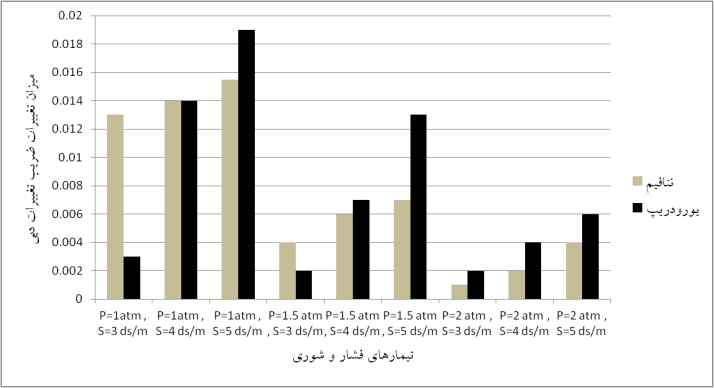 0.02
0.018
0.016
0.014
0.012
0.01
0.008
0.006
0.004
0.002
0
میزان تغییرات ضریب تغییرات دبی
P=1atm , S=3 ds/m
P=1atm , S=4 ds/m
P=1atm , S=5 ds/m
P=1.5 atm , S=3 ds/m
P=1.5 atm , S=4 ds/m
P=1.5 atm , S=5 ds/m
P=2 atm , S=3 ds/m
P=2 atm , S=4 ds/m
P=2 atm , S=5 ds/m
تیمارهای فشار و شوری
نتافیم
یورودریپ